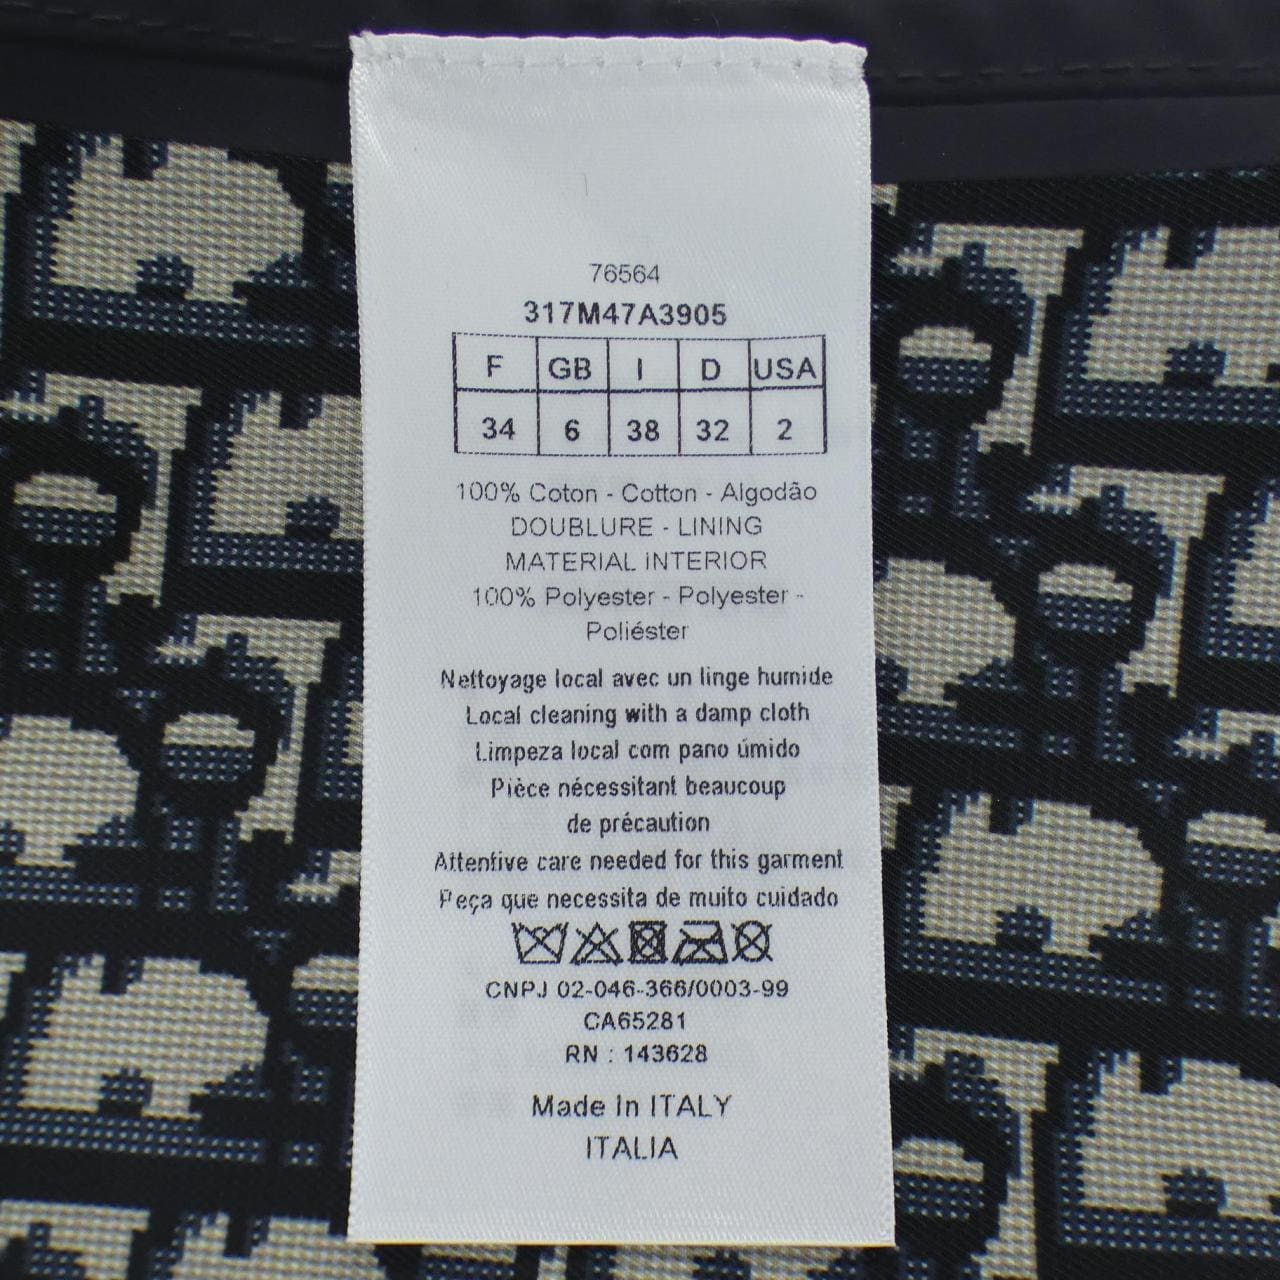 76564
317M47A3905
F GB I D USA
34 6 38 32 2
100% Coton - Cotton - Algodão
DOUBLURE - LINING
MATERIAL INTERIOR
100% Polyester - Polyester -
Poliéster
Nettoyage local avec un linge humide
Local cleaning with a damp cloth
Limpeza local com pano úmido
Pièce nécessitant beaucoup
de précaution
Attentive care needed for this garment
Peça que necessita de muito cuidado
CNPJ 02-046-366/0003-99
CA65281
RN : 143628
Made In ITALY
ITALIA